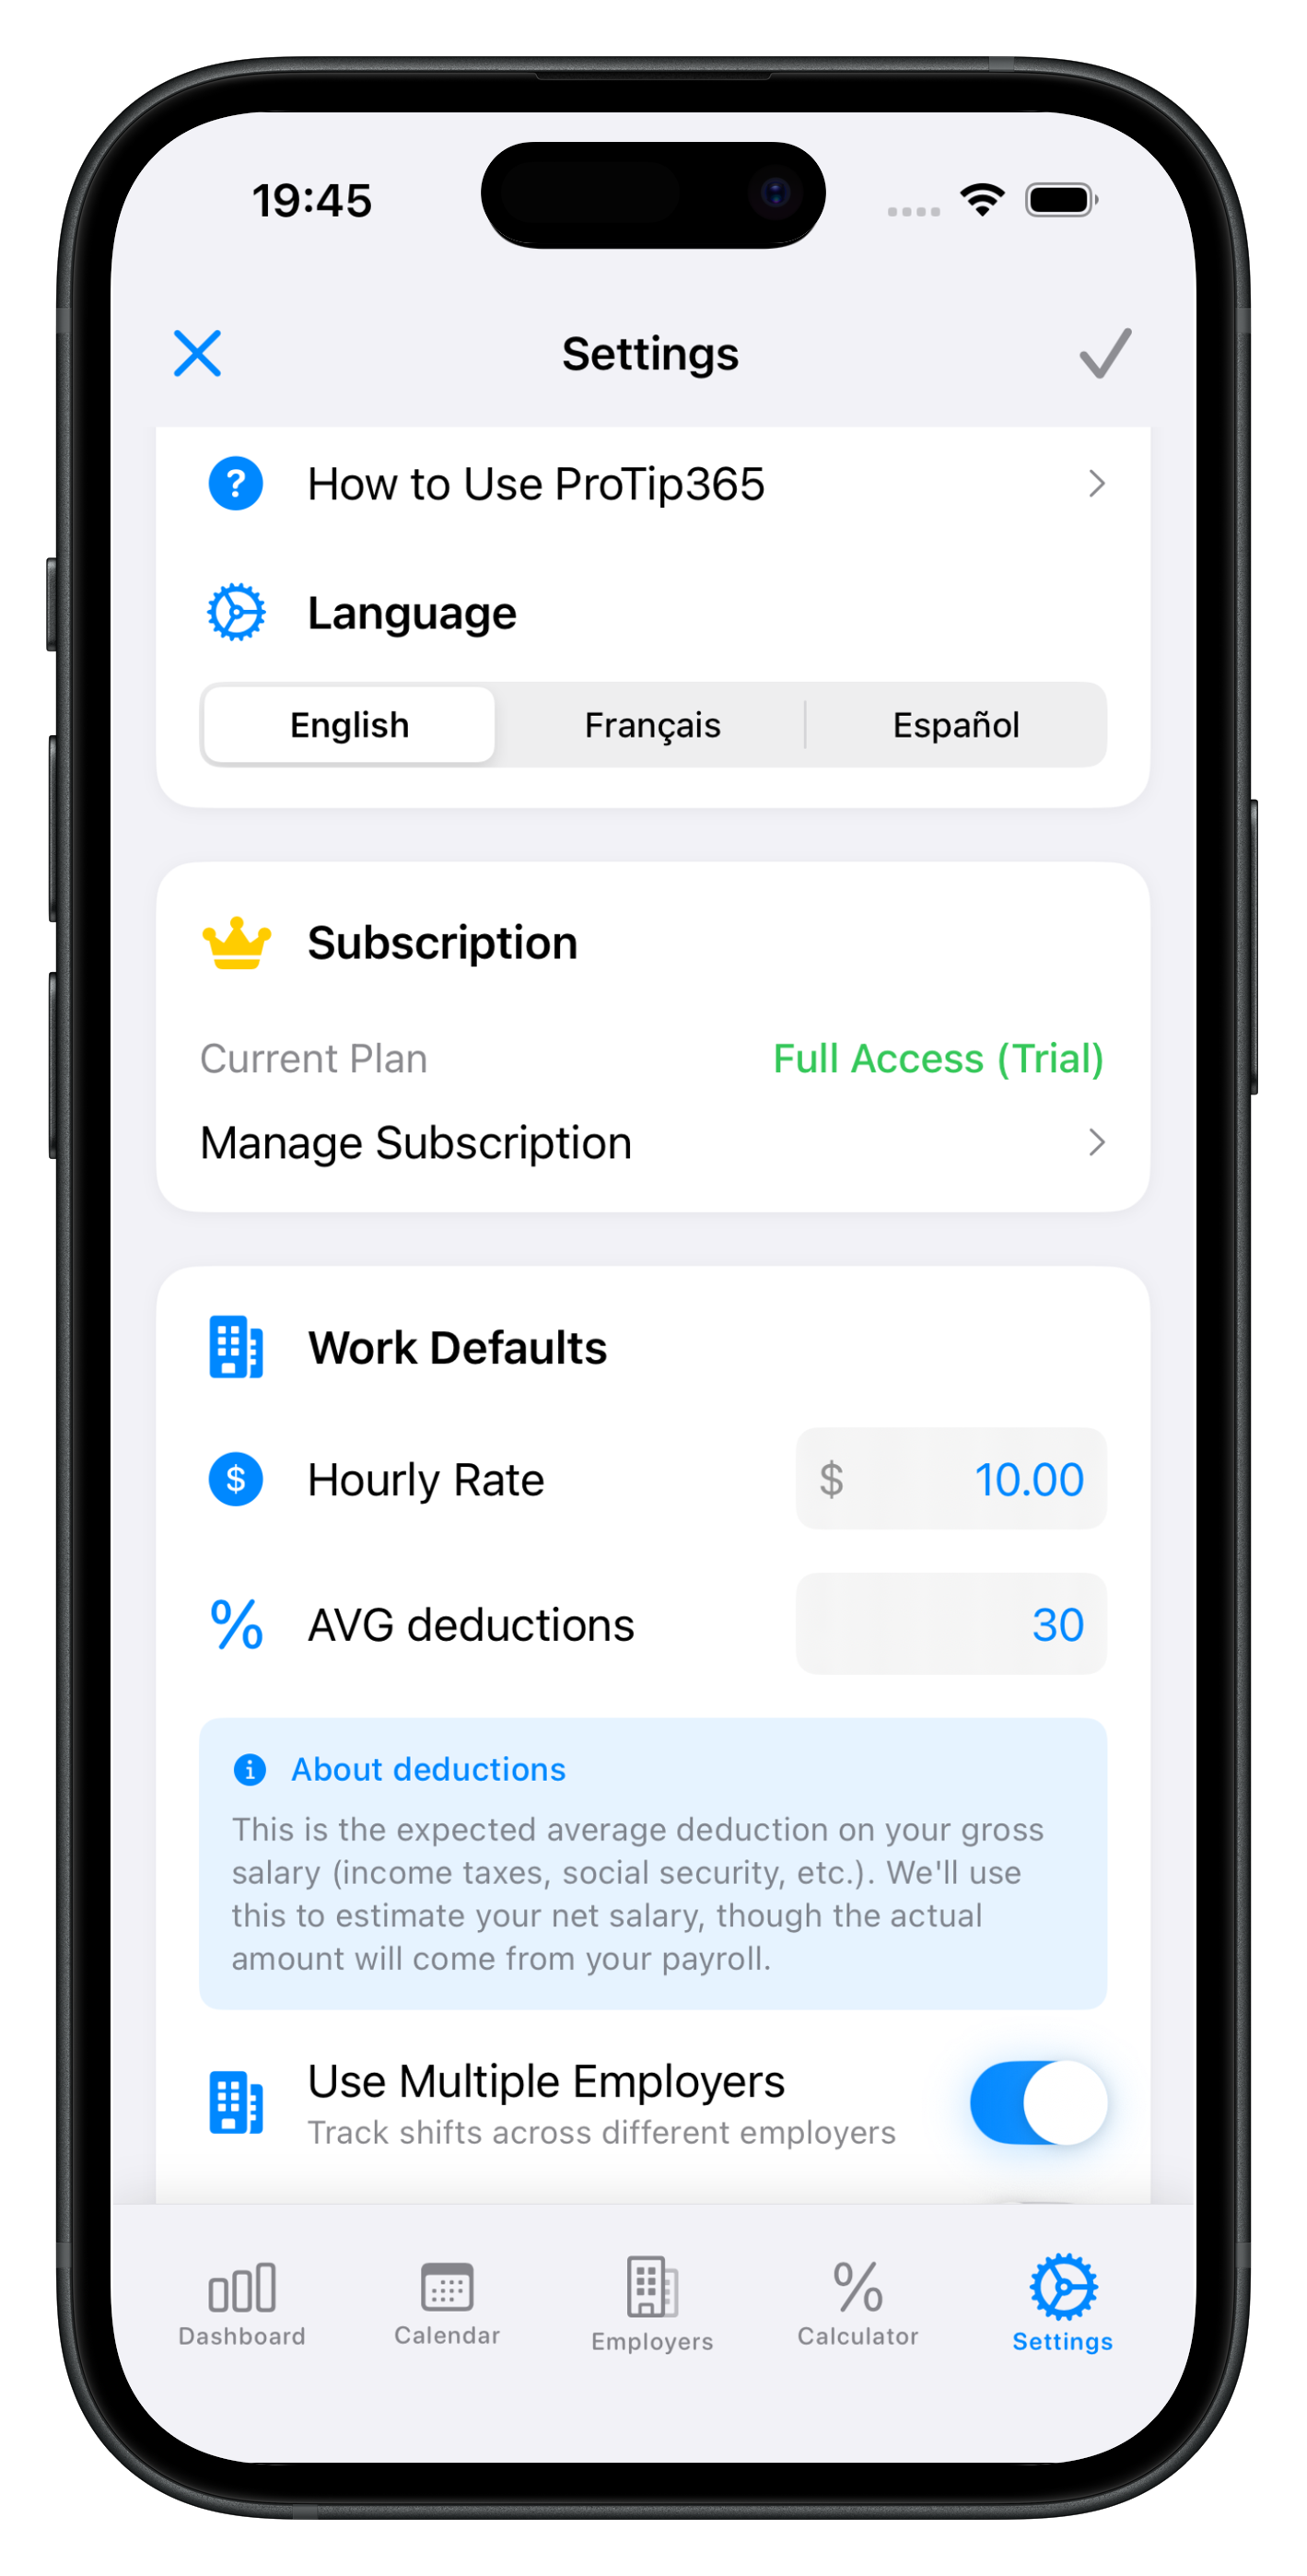 19:45
Settings
How to Use ProTip365
Language
English Français Español
Subscription
Current Plan Full Access (Trial)
Manage Subscription
Work Defaults
Hourly Rate $ 10.00
% AVG deductions 30
About deductions
This is the expected average deduction on your gross
salary (income taxes, social security, etc.). We'll use
this to estimate your net salary, though the actual
amount will come from your payroll.
Use Multiple Employers
Track shifts across different employers
Dashboard Calendar Employers Calculator Settings